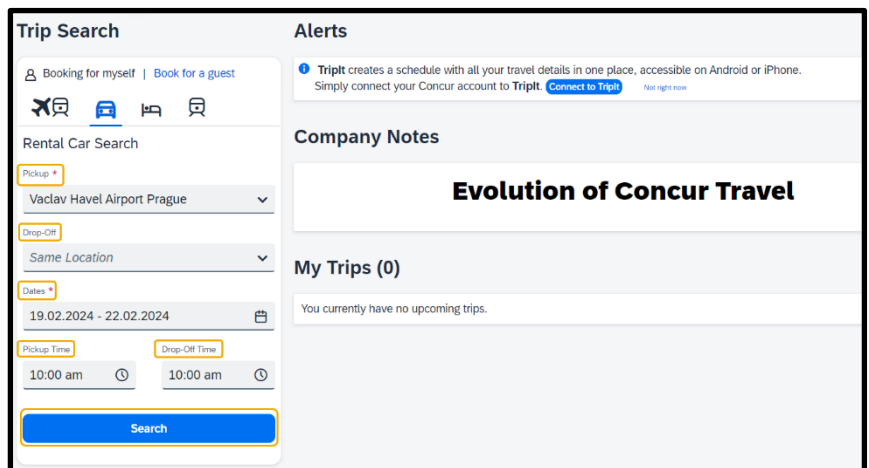 Trip Search
Booking for myself | Book for a guest
Rental Car Search
Pickup *
Vaclav Havel Airport Prague
Drop-Off
Same Location
Dates *
19.02.2024 - 22.02.2024
Pickup Time
Drop-Off Time
10:00 am
10:00 am
Search
Alerts
TripIt creates a schedule with all your travel details in one place, accessible on Android or iPhone.
Simply connect your Concur account to TripIt. Connect to TripIt Not right now
Company Notes
Evolution of Concur Travel
My Trips (0)
You currently have no upcoming trips.